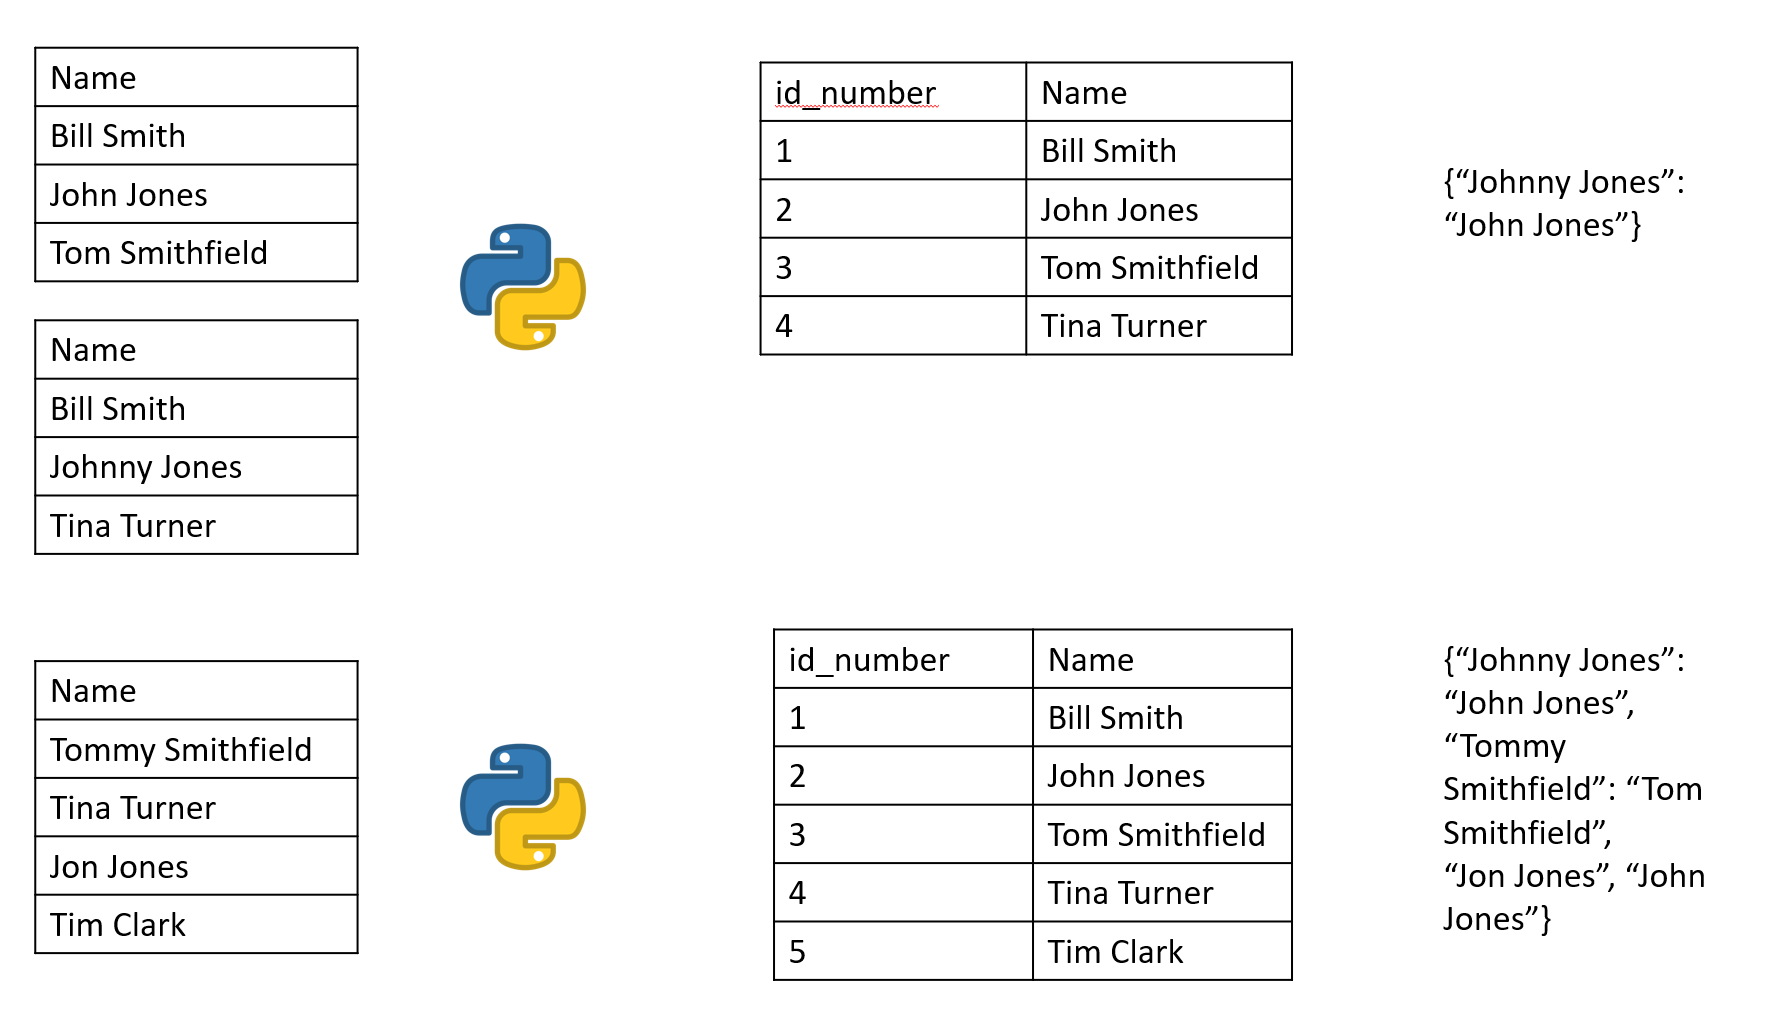 Name
Bill Smith
John Jones
Tom Smithfield
Name
Bill Smith
Johnny Jones
Tina Turner
id_number Name
1 Bill Smith
2 John Jones
3 Tom Smithfield
4 Tina Turner
{“Johnny Jones”:
“John Jones”}
Name
Tommy Smithfield
Tina Turner
Jon Jones
Tim Clark
id_number Name
1 Bill Smith
2 John Jones
3 Tom Smithfield
4 Tina Turner
5 Tim Clark
{“Johnny Jones”:
“John Jones”,
“Tommy
Smithfield”: “Tom
Smithfield”,
“Jon Jones”, “John
Jones”}